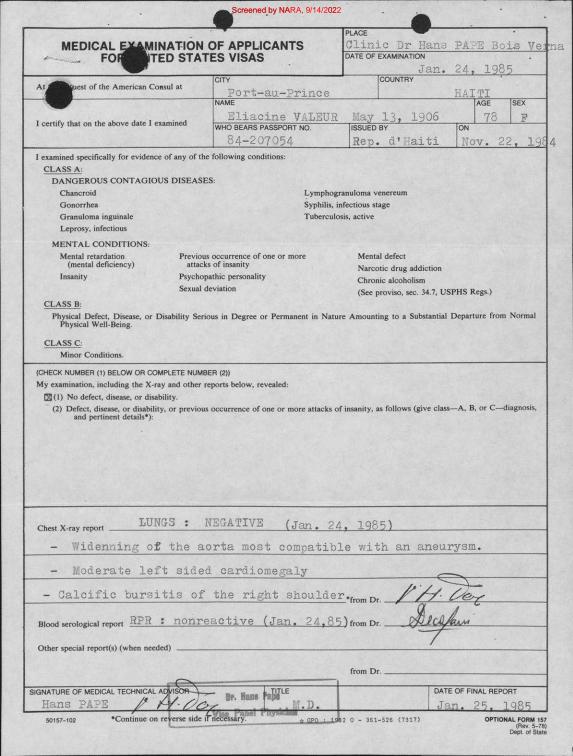 Screened by NARA, 9/14/2022
MEDICAL EXAMINATION OF APPLICANTS
FOR UNITED STATES VISAS
PLACE
Clinic Dr Hans PAPE Bois Verna
DATE OF EXAMINATION
Jan. 24, 1985
At request of the American Consul at
CITY
Port-au-Prince
COUNTRY
HAITI
I certify that on the above date I examined
NAME
Eliacine VALEUR May 13, 1906
AGE
78
SEX
F
WHO BEARS PASSPORT NO.
84-207054
ISSUED BY
Rep. d'Haiti
ON
Nov. 22, 1984
I examined specifically for evidence of any of the following conditions:
CLASS A:
DANGEROUS CONTAGIOUS DISEASES:
Chancroid
Gonorrhea
Granuloma inguinale
Leprosy, infectious
Lymphogranuloma venereum
Syphilis, infectious stage
Tuberculosis, active
MENTAL CONDITIONS:
Mental retardation
(mental deficiency)
Insanity
Previous occurrence of one or more
attacks of insanity
Psychopathic personality
Sexual deviation
Mental defect
Narcotic drug addiction
Chronic alcoholism
(See proviso, sec. 34.7, USPHS Regs.)
CLASS B:
Physical Defect, Disease, or Disability Serious in Degree or Permanent in Nature Amounting to a Substantial Departure from Normal
Physical Well-Being.
CLASS C:
Minor Conditions.
(CHECK NUMBER (1) BELOW OR COMPLETE NUMBER (2))
My examination, including the X-ray and other reports below, revealed:
(1) No defect, disease, or disability.
(2) Defect, disease, or disability, or previous occurrence of one or more attacks of insanity, as follows (give class—A, B, or C—diagnosis,
and pertinent details*):
Chest X-ray report LUNGS : NEGATIVE (Jan. 24, 1985)
- Widenning of the aorta most compatible with an aneurysm.
- Moderate left sided cardiomegaly
- Calcific bursitis of the right shoulder. *from Dr.
Blood serological report RPR : nonreactive (Jan. 24,85) from Dr.
Other special report(s) (when needed)
from Dr.
SIGNATURE OF MEDICAL TECHNICAL ADVISOR
Hans PAPE
Dr. Hans Pape
Visa Panel Physician
TITLE
M.D.
DATE OF FINAL REPORT
Jan. 25, 1985
50157-102
*Continue on reverse side if necessary.
☆ GPO : 1982 O - 351-526 (7317)
OPTIONAL FORM 157
(Rev. 5-78)
Dept. of State